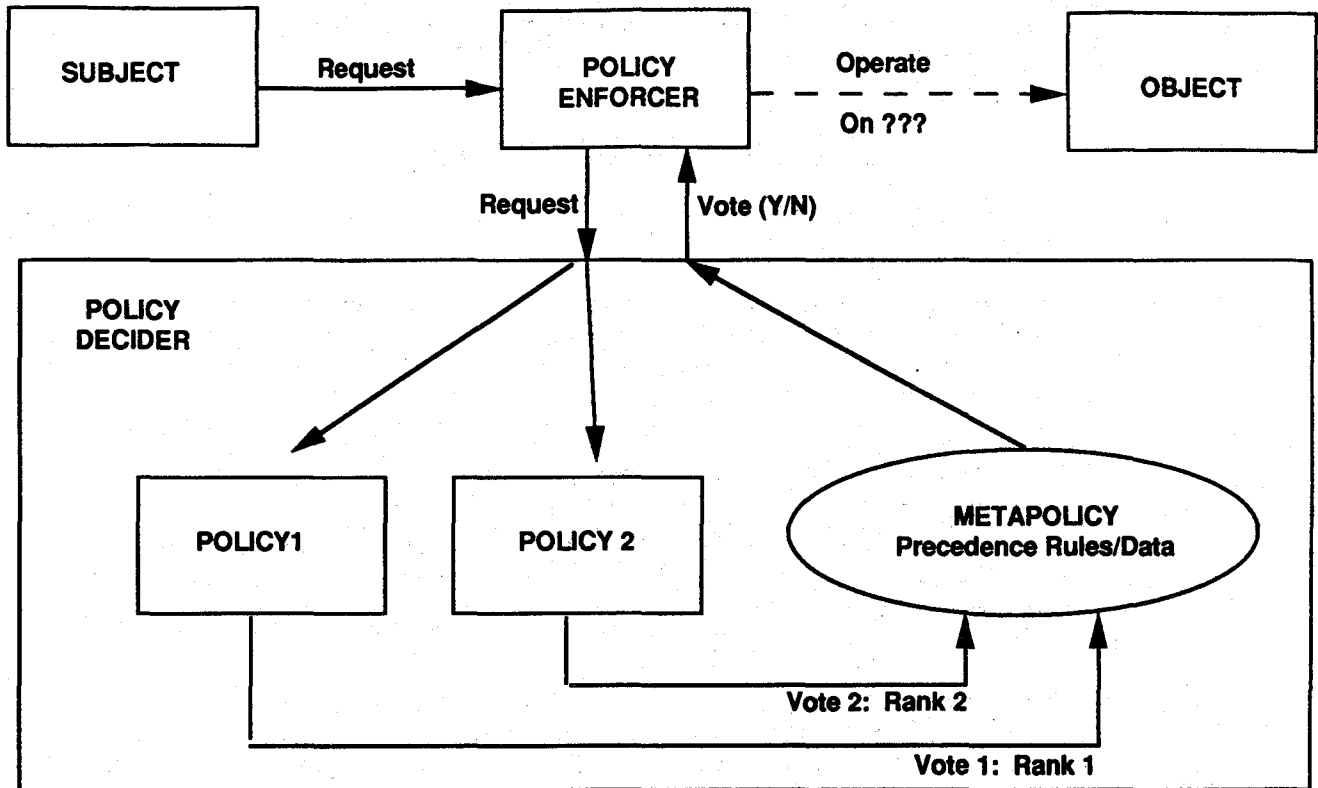 SUBJECT
Request
POLICY
ENFORCER
Operate
On ???
OBJECT
Request
Vote (Y/N)
POLICY
DECIDER
POLICY1
POLICY 2
METAPOLICY
Precedence Rules/Data
Vote 2: Rank 2
Vote 1: Rank 1